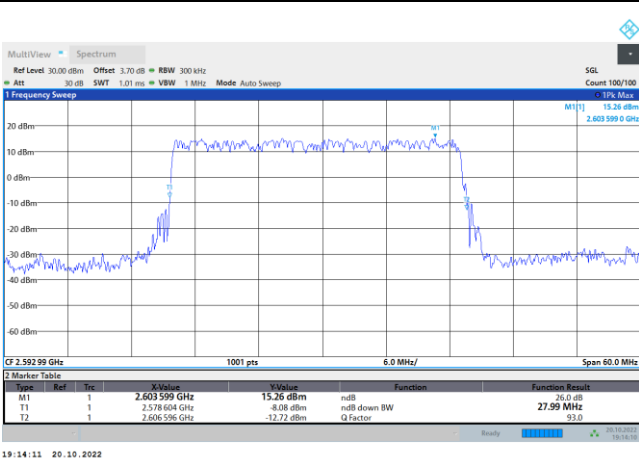 MultiView Spectrum
Ref Level 30.00 dBm Offset 3.70 dB RBW 300 kHz SGL
Att 30 dB SWT 1.01 ms VBW 1 MHz Mode Auto Sweep Count 100/100
1 Frequency Sweep 1Pk Max
M1[1] 15.26 dBm
2.603 599 0 GHz
20 dBm
M1
10 dBm
0 dBm
T1
-10 dBm
T2
-20 dBm
-30 dBm
-40 dBm
-50 dBm
-60 dBm
CF 2.592 99 GHz 1001 pts 6.0 MHz/ Span 60.0 MHz
2 Marker Table
Type Ref Trc X-Value Y-Value Function Function Result
M1 1 2.603 599 GHz 15.26 dBm ndB 26.0 dB
T1 1 2.578 604 GHz -8.08 dBm ndB down BW 27.99 MHz
T2 1 2.606 596 GHz -12.72 dBm Q Factor 93.0
Ready 20.10.2022
19:14:10
19:14:11 20.10.2022